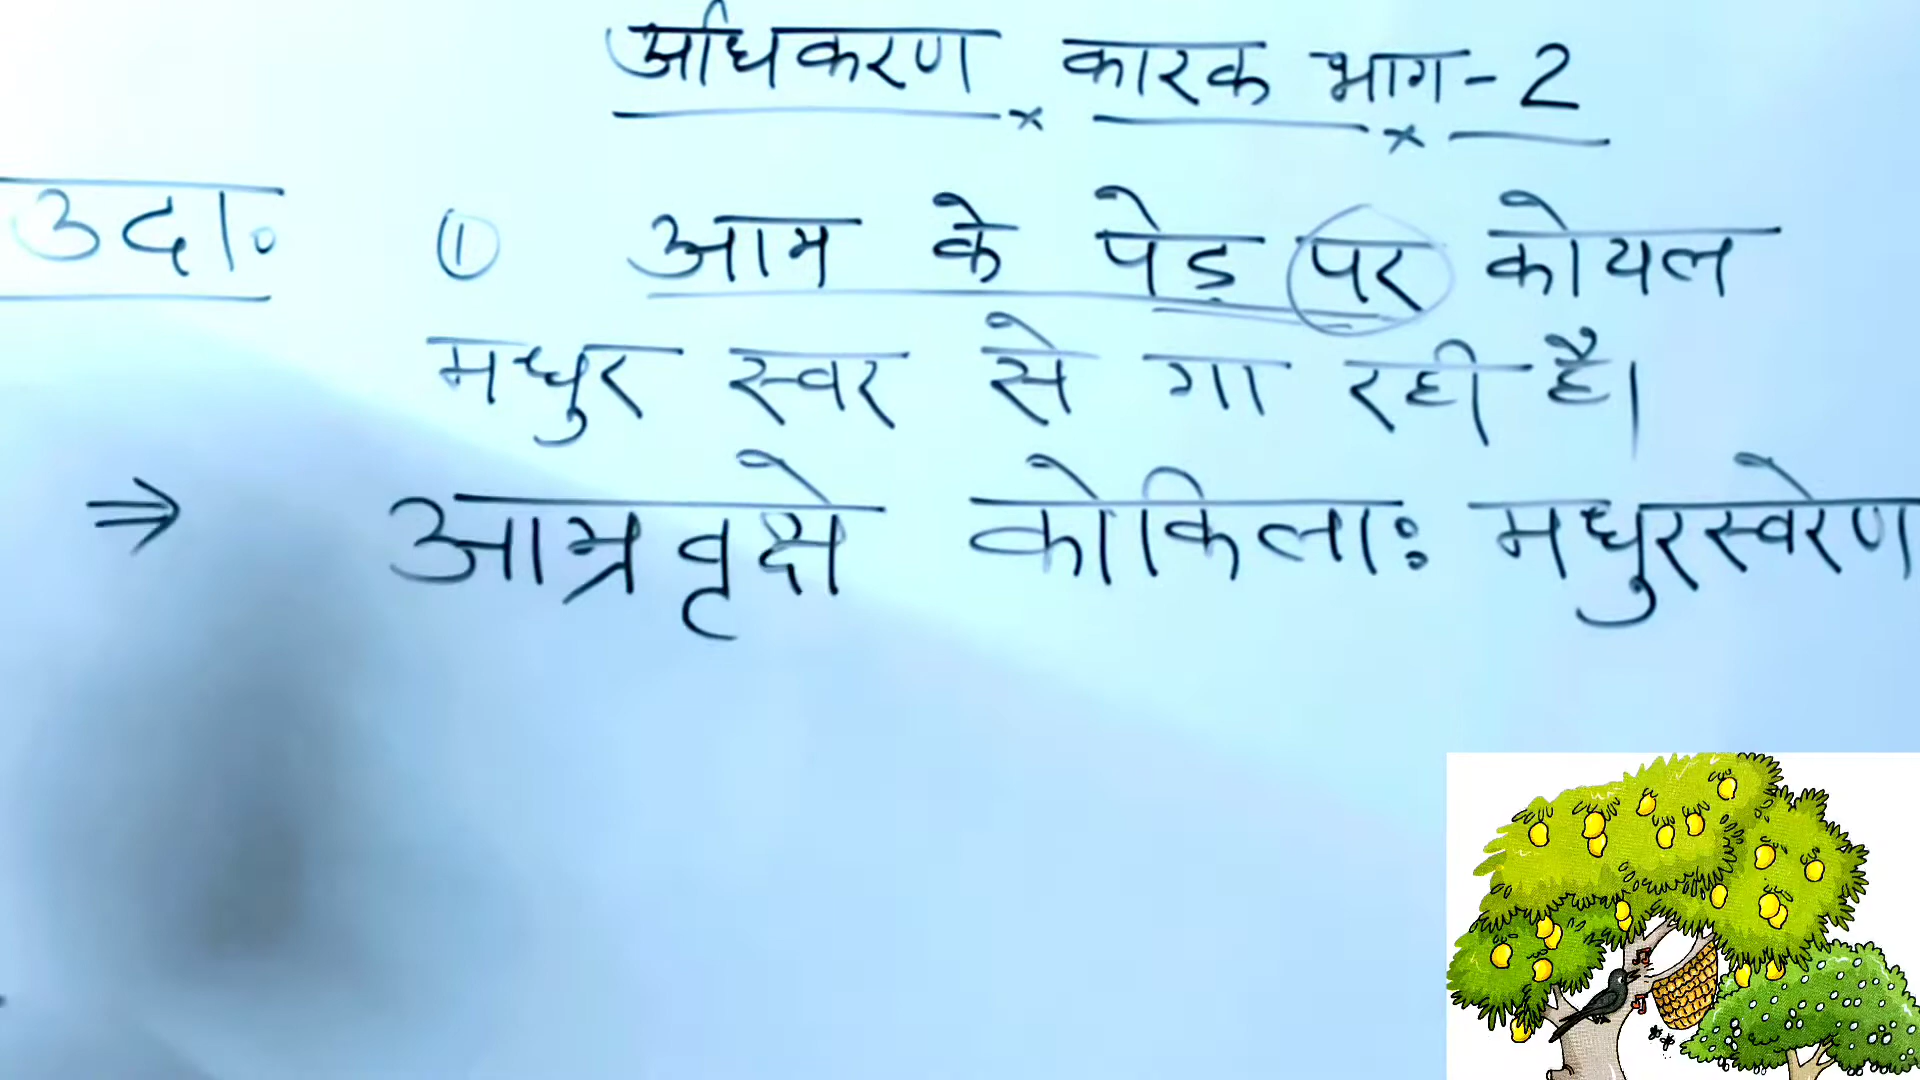 अधिकरण कारक भाग - 2
उदा० ① आम के पेड़ पर कोयल
मधुर स्वर से गा रही है।
⇒ आम्रवृक्षे कोकिलाः मधुरस्वरेण